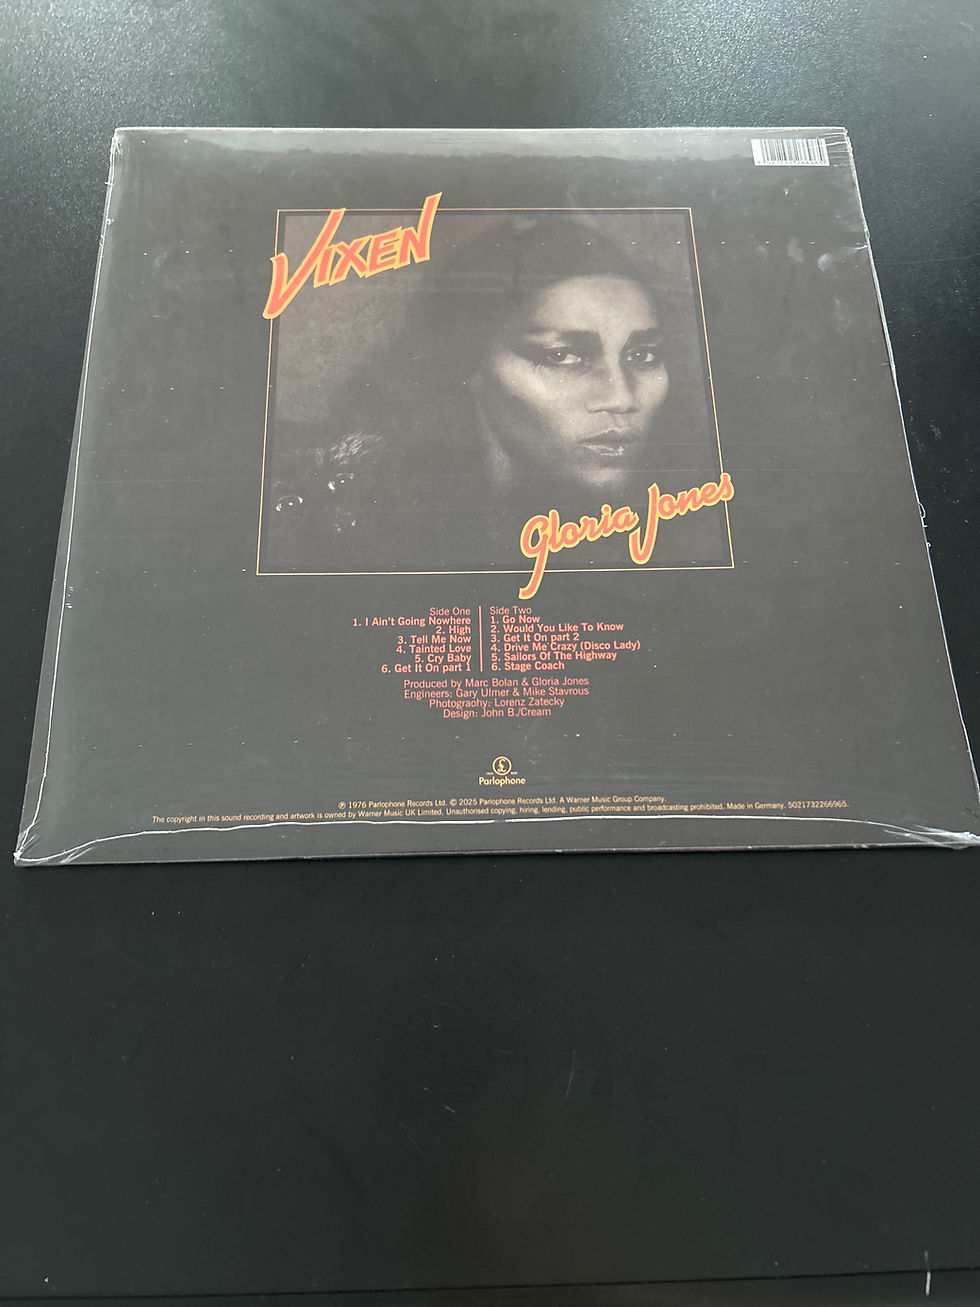 VIXEN
Gloria Jones
Side One
1. I Ain't Going Nowhere
2. High
3. Tell Me Now
4. Tainted Love
5. Cry Baby
6. Get It On part 1
Side Two
1. Go Now
2. Would You Like To Know
3. Get It On part 2
4. Drive Me Crazy (Disco Lady)
5. Sailors Of The Highway
6. Stage Coach
Produced by Marc Bolan & Gloria Jones
Engineers: Gary Ulmer & Mike Stavrous
Photography: Lorenz Zatecky
Design: John B./Cream
£
Parlophone
℗ 1976 Parlophone Records Ltd. © 2025 Parlophone Records Ltd. A Warner Music Group Company.
The copyright in this sound recording and artwork is owned by Warner Music UK Limited. Unauthorised copying, hiring, lending, public performance and broadcasting prohibited. Made in Germany. 5021732266965.